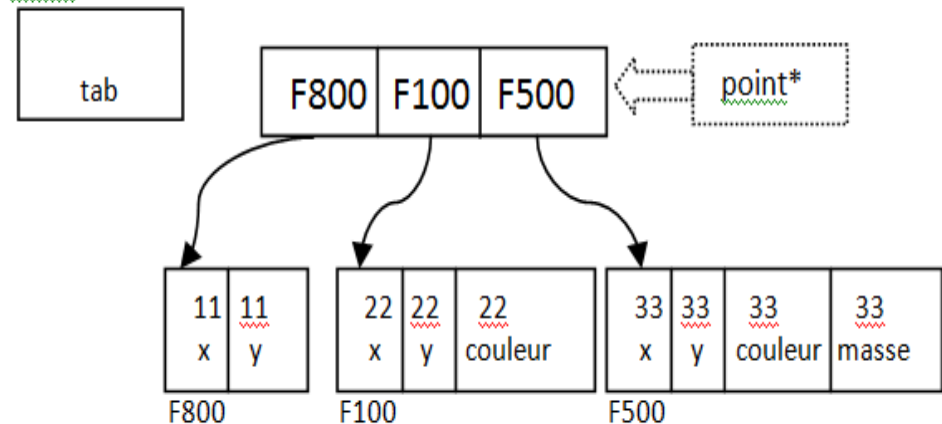 tab
F800 F100 F500
point*
11 11
x y
F800
22 22 22
x y couleur
F100
33 33 33 33
x y couleur masse
F500